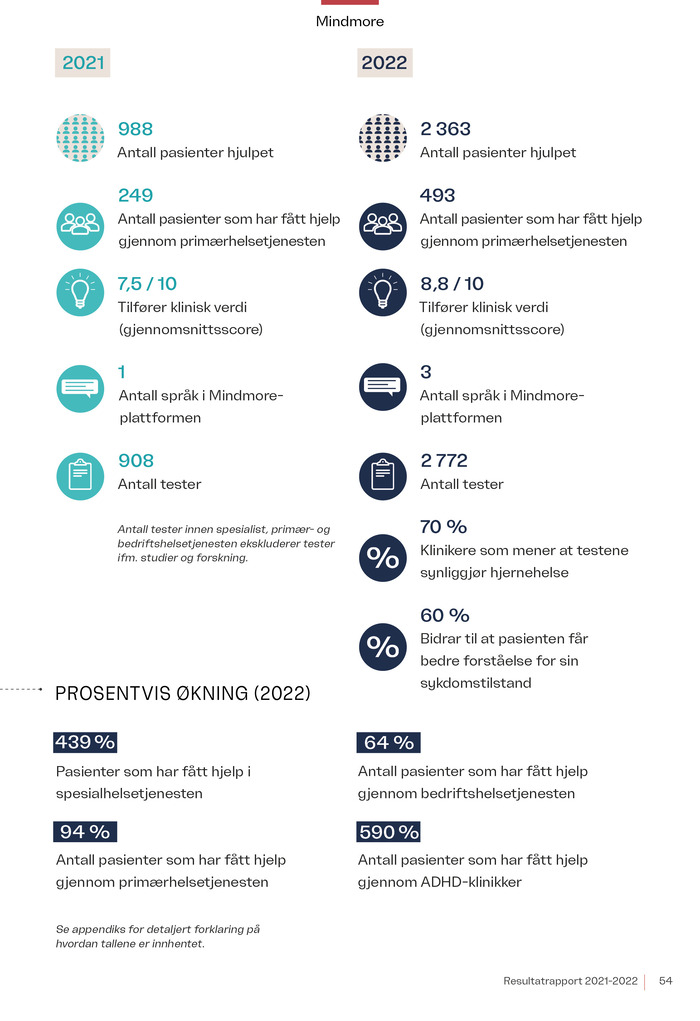 Mindmore
2021
988
Antall pasienter hjulpet
249
Antall pasienter som har fått hjelp
gjennom primærhelsetjenesten
7,5 / 10
Tilfører klinisk verdi
(gjennomsnittsscore)
1
Antall språk i Mindmore-
plattformen
908
Antall tester
Antall tester innen spesialist, primær- og
bedriftshelsetjenesten ekskluderer tester
ifm. studier og forskning.
2022
2 363
Antall pasienter hjulpet
493
Antall pasienter som har fått hjelp
gjennom primærhelsetjenesten
8,8 / 10
Tilfører klinisk verdi
(gjennomsnittsscore)
3
Antall språk i Mindmore-
plattformen
2 772
Antall tester
70 %
%
Klinikere som mener at testene
synliggjør hjernehelse
60 %
%
Bidrar til at pasienten får
bedre forståelse for sin
sykdomstilstand
PROSENTVIS ØKNING (2022)
439 %
Pasienter som har fått hjelp i
spesialhelsetjenesten
64 %
Antall pasienter som har fått hjelp
gjennom bedriftshelsetjenesten
94 %
Antall pasienter som har fått hjelp
gjennom primærhelsetjenesten
590 %
Antall pasienter som har fått hjelp
gjennom ADHD-klinikker
Se appendiks for detaljert forklaring på
hvordan tallene er innhentet.
Resultatrapport 2021-2022 54